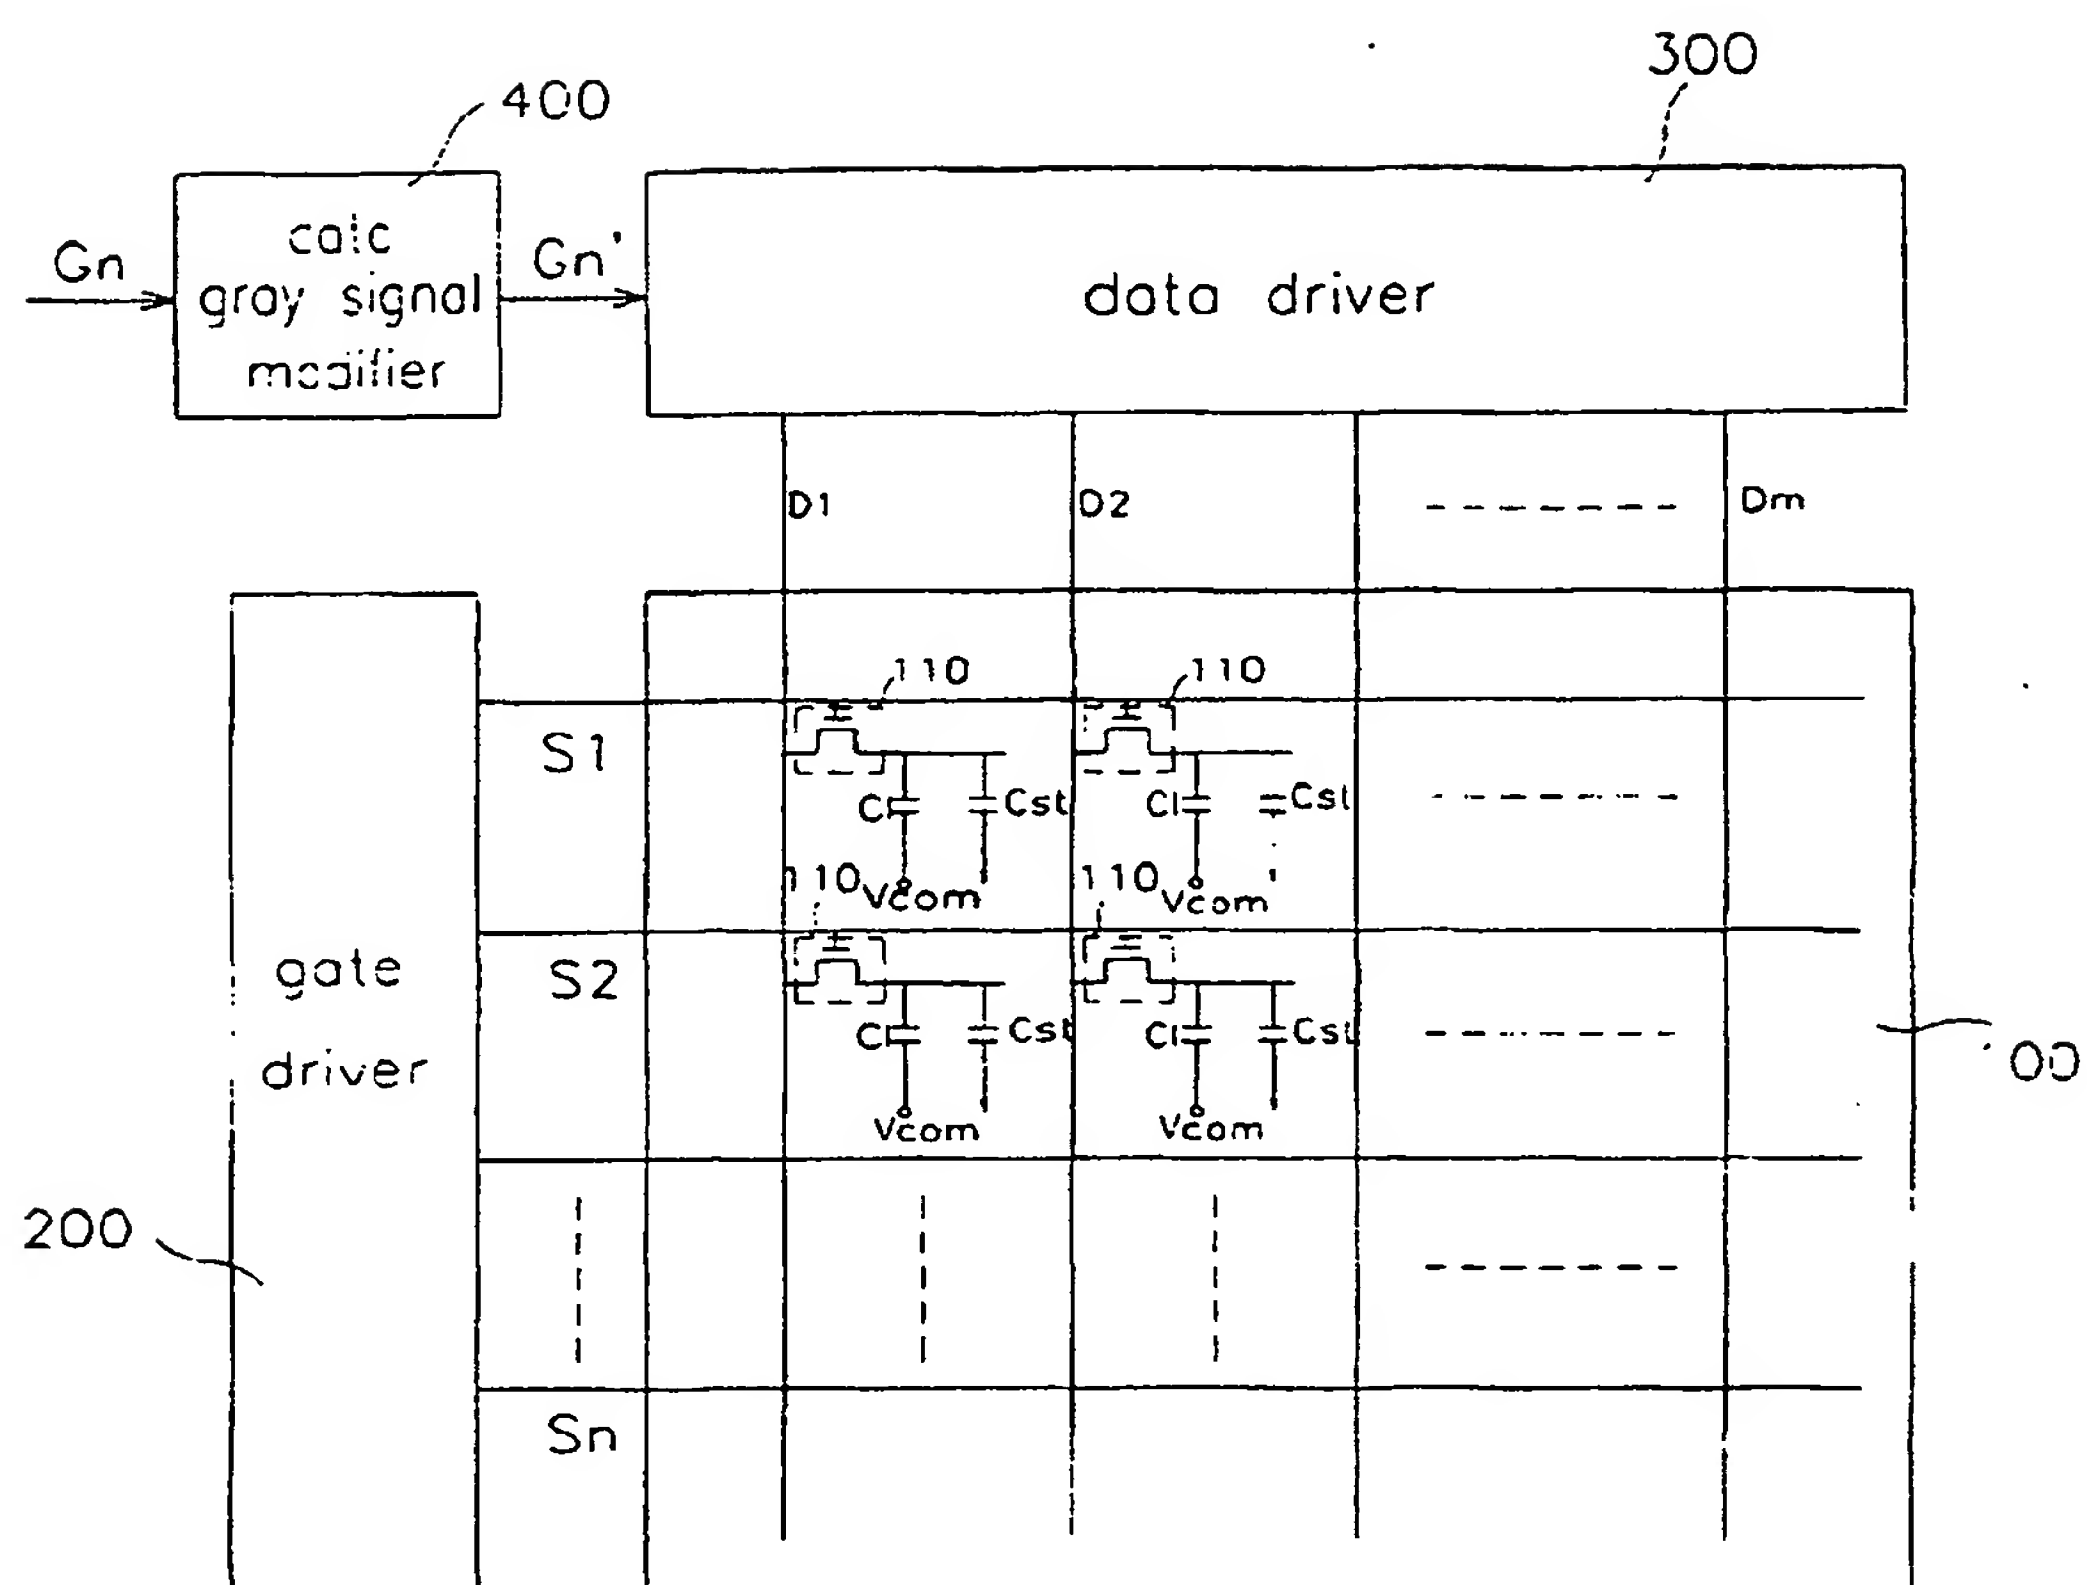 300
400
calc
gray signal
modifier
Gn
Gn'
data driver
D1
D2
Dm
110
110
S1
Cl
Cst
Cl
Cst
110
Vcom
110
Vcom
gate
driver
S2
Cl
Cst
Cl
Cst
00
Vcom
Vcom
200
Sn